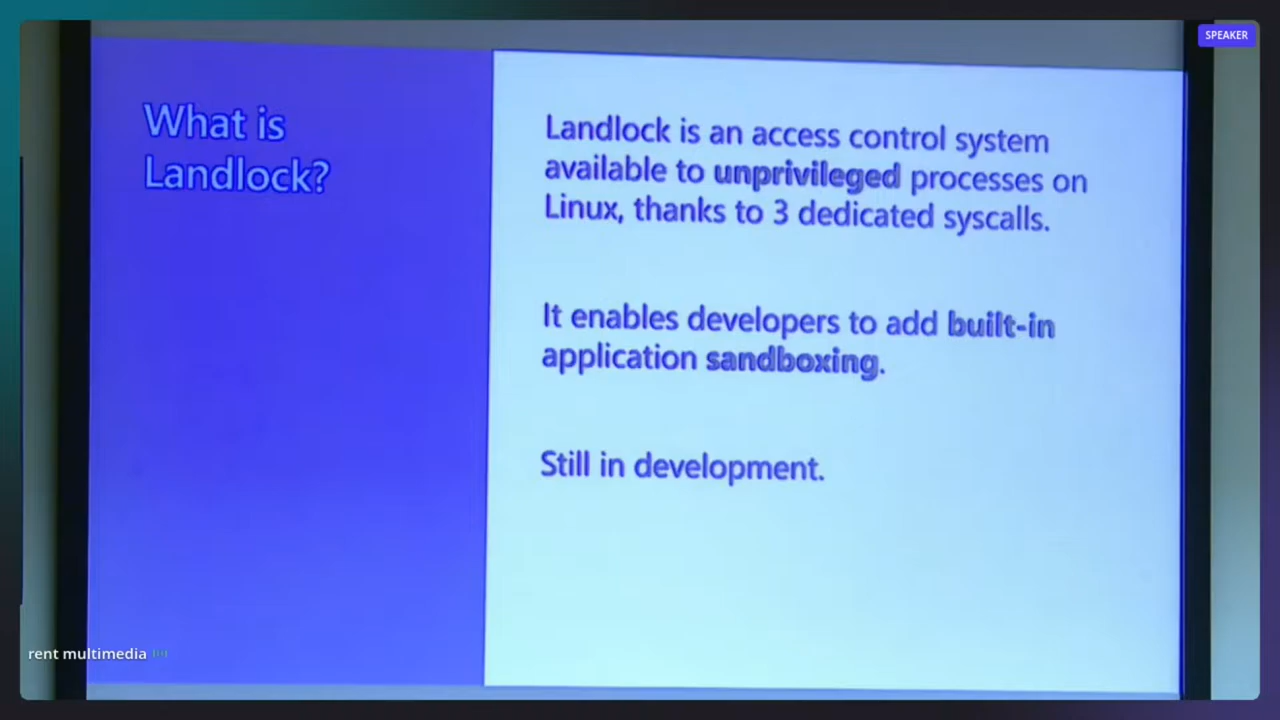 SPEAKER
What is
Landlock?
Landlock is an access control system
available to unprivileged processes on
Linux, thanks to 3 dedicated syscalls.
It enables developers to add built-in
application sandboxing.
Still in development.
rent multimedia